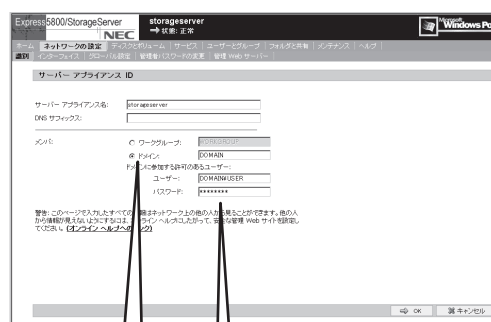 Express5800/StorageServer
NEC
storageserver
➡状態: 正常
Microsoft
Windows Po
ホーム | ネットワークの設定 | ディスクとボリューム | サービス | ユーザーとグループ | フォルダと共有 | メンテナンス | ヘルプ |
識別 | インターフェイス | グローバル設定 | 管理者パスワードの変更 | 管理 Web サーバー |
サーバー アプライアンス ID
サーバー アプライアンス名: storageserver
DNS サフィックス:
メンバ: ワークグループ: WORKGROUP
ドメイン: DOMAIN
ドメインに参加する許可のあるユーザー:
ユーザー: DOMAIN¥USER
パスワード: ********
警告: このページで入力したすべての 報はネットワーク上の他の人から見ることができます。他の人
から情報が見えないようにするには、 ンライン ヘルプにしたがって、安 な管理 Web サイトを設定し
てください。(オンライン ヘルプへの ンク)
OK キャンセル